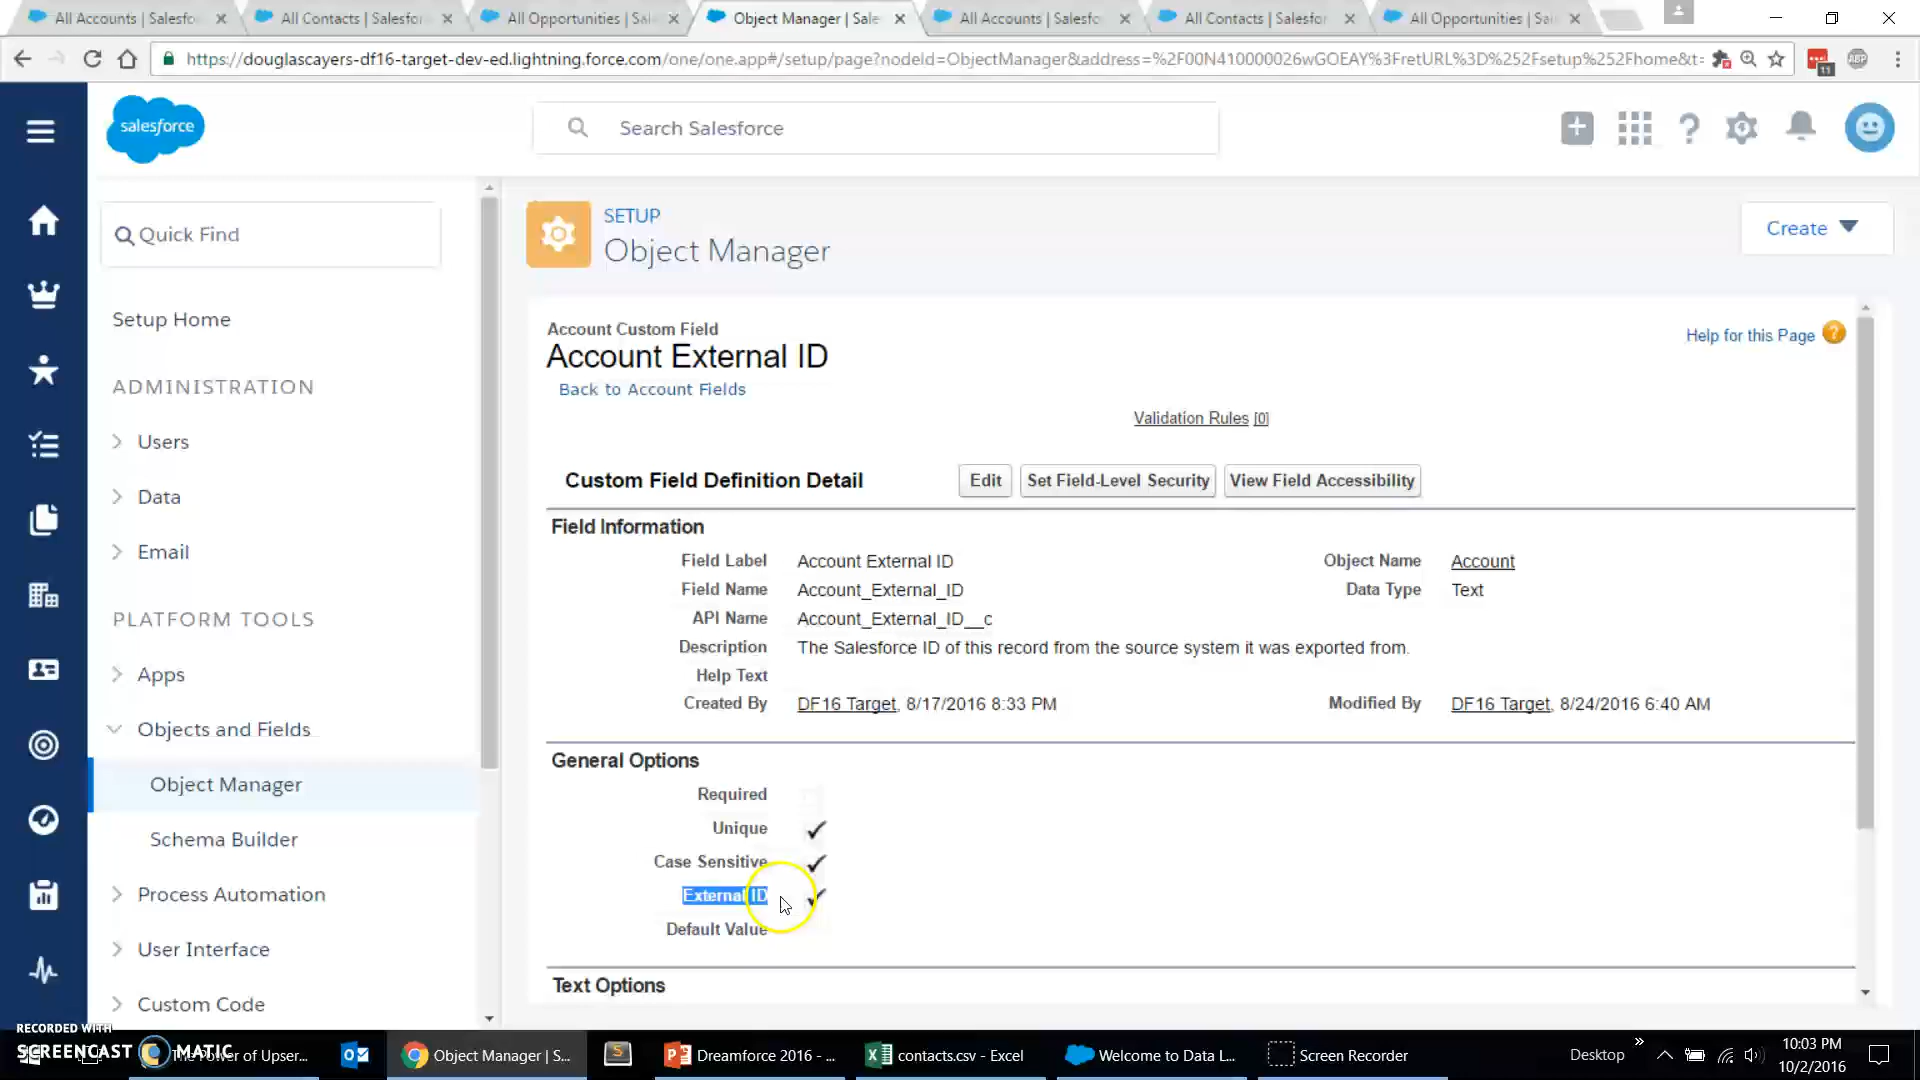 All Accounts | Salesfo
All Contacts | Salesfor
All Opportunities | Sal
Object Manager | Sale
All Accounts | Salesfo
All Contacts | Salesfor
All Opportunities | Sal
https://douglascayers-df16-target-dev-ed.lightning.force.com/one/one.app#/setup/page?nodeId=ObjectManager&address=%2F00N410000026wGOEAY%3FretURL%3D%252Fsetup%252Fhome&t=
11
ABP
salesforce
Search Salesforce
Quick Find
SETUP
Object Manager
Create
Setup Home
ADMINISTRATION
Users
Data
Email
PLATFORM TOOLS
Apps
Objects and Fields
Object Manager
Schema Builder
Process Automation
User Interface
Custom Code
Account Custom Field
Account External ID
Help for this Page ?
Back to Account Fields
Validation Rules [0]
Custom Field Definition Detail
Edit
Set Field-Level Security
View Field Accessibility
Field Information
Field Label Account External ID
Object Name Account
Field Name Account_External_ID
Data Type Text
API Name Account_External_ID__c
Description The Salesforce ID of this record from the source system it was exported from.
Help Text
Created By DF16 Target, 8/17/2016 8:33 PM
Modified By DF16 Target, 8/24/2016 6:40 AM
General Options
Required
Unique
Case Sensitive
External ID
Default Value
Text Options
RECORDED WITH
SCREENCAST MATIC
Power of Upser...
Object Manager | S...
Dreamforce 2016 - ...
contacts.csv - Excel
Welcome to Data L...
Screen Recorder
Desktop
10:03 PM
10/2/2016